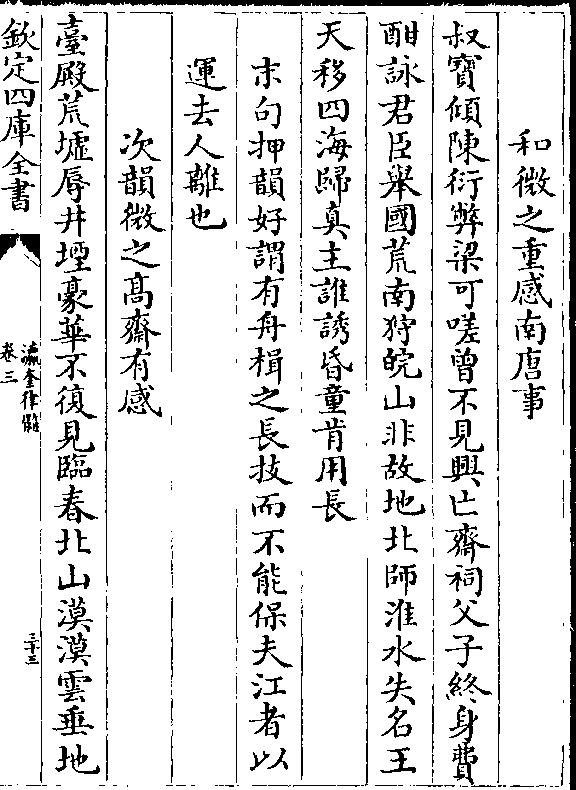 和微之重感南唐事
叔寳傾陳衍弊梁可嗟曾不見興亡齋祠父子終身費
酣詠君臣舉國荒南狩皖山非故地北師淮水失名王
天移四海歸真主誰誘昏童肯用長
末句押韻好謂有舟楫之長技而不能保夫江者以
運去人離也
次韻微之髙齋有感
臺殿荒墟辱井堙豪華不復見臨春北山漠漠雲垂地
欽定四庫全書
瀛奎律髓
卷三
三十三